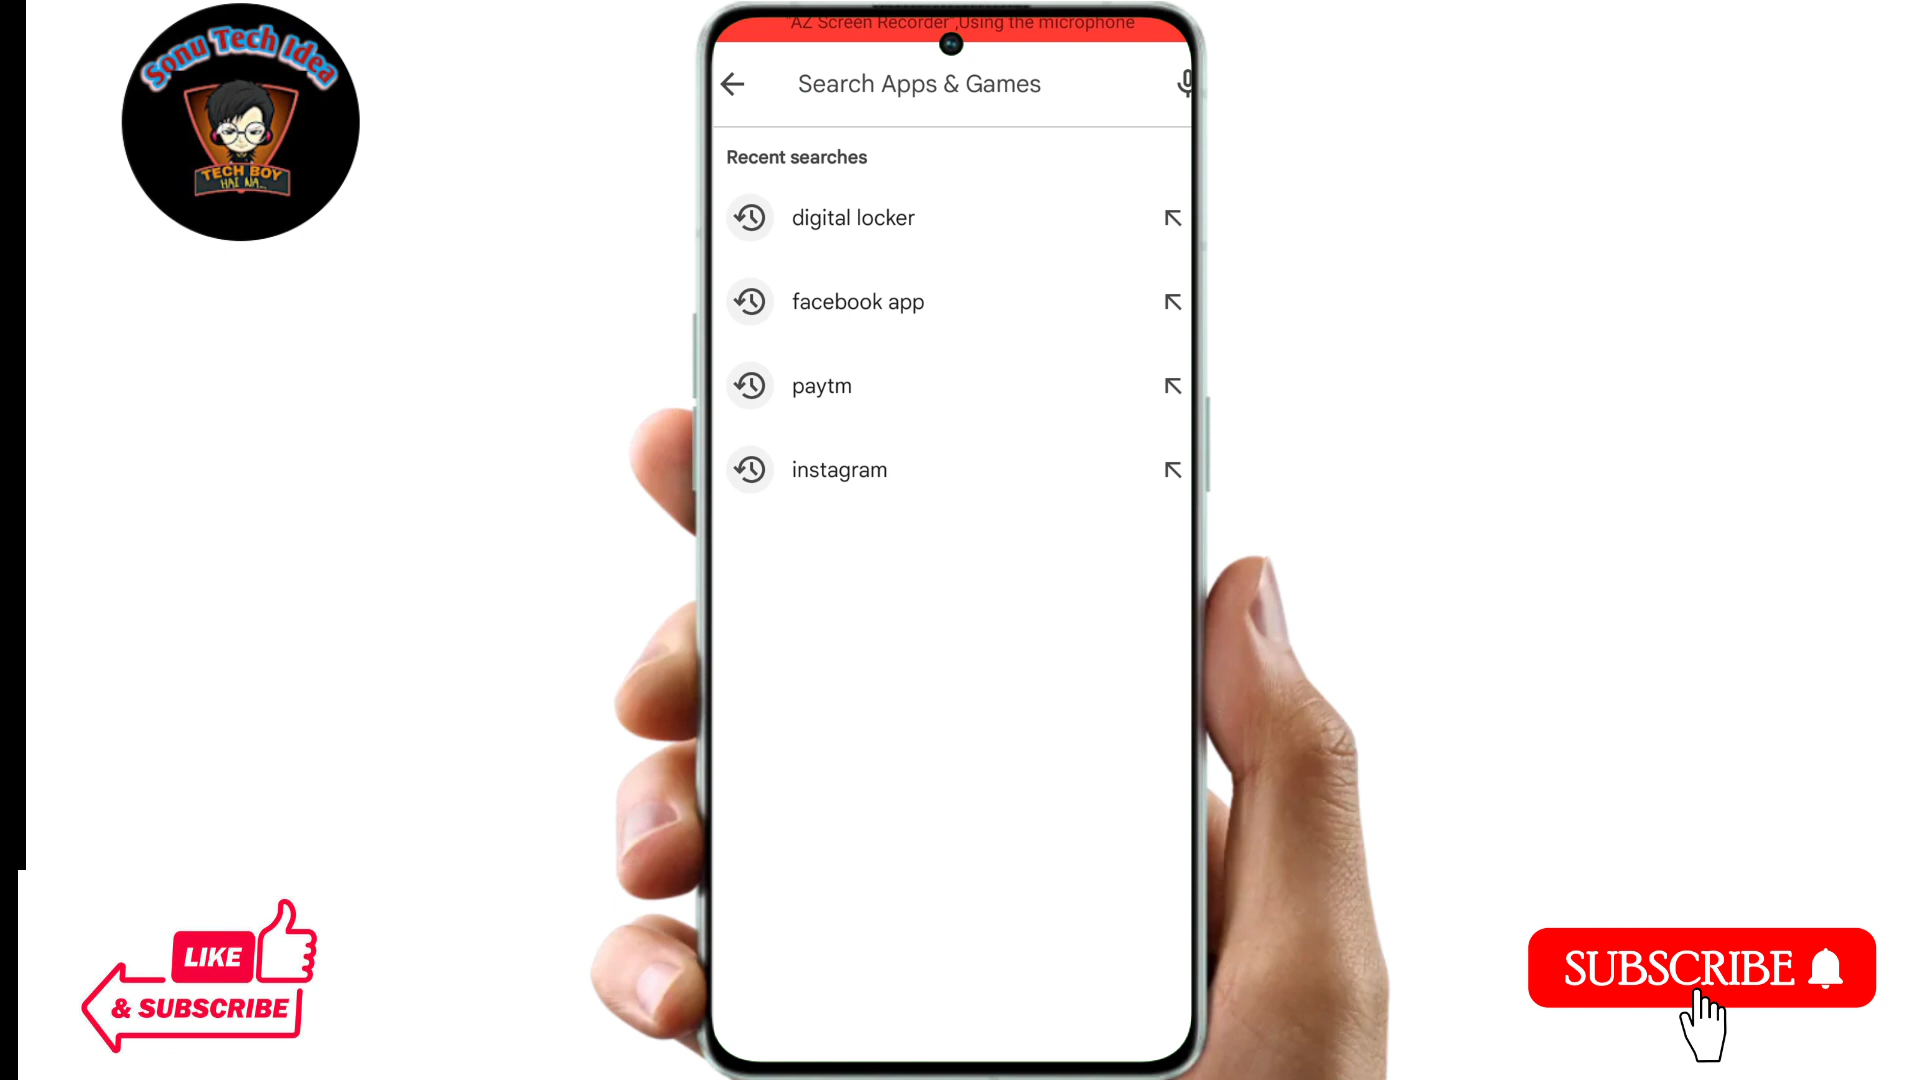 Sonu Tech Idea
TECH BOY
HAI NA...
"AZ Screen Recorder",Using the microphone
Search Apps & Games
Recent searches
digital locker
facebook app
paytm
instagram
LIKE
& SUBSCRIBE
SUBSCRIBE